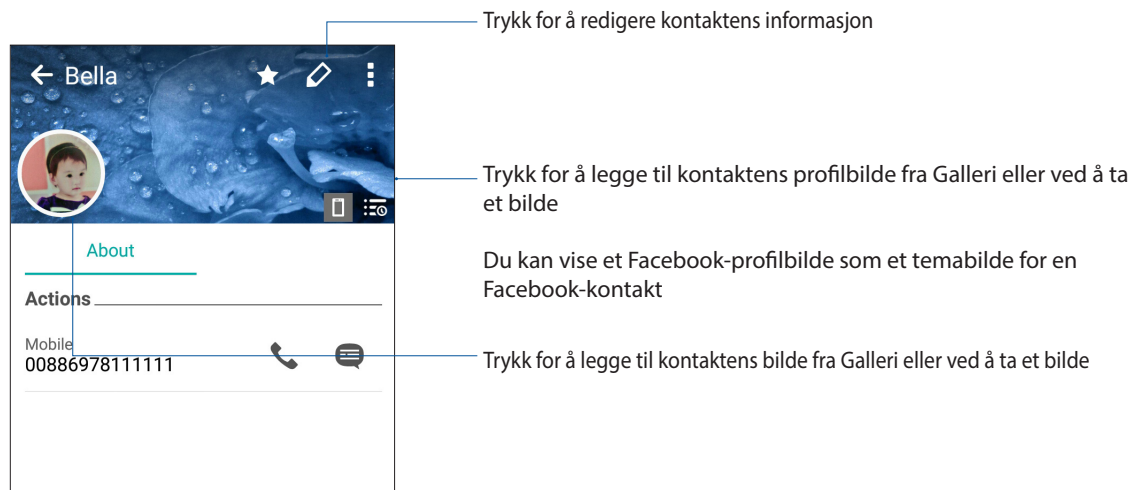 Trykk for å redigere kontaktens informasjon
Bella
Trykk for å legge til kontaktens profilbilde fra Galleri eller ved å ta
et bilde
About
Du kan vise et Facebook-profilbilde som et temabilde for en
Facebook-kontakt
Actions
Mobile
00886978111111
Trykk for å legge til kontaktens bilde fra Galleri eller ved å ta et bilde